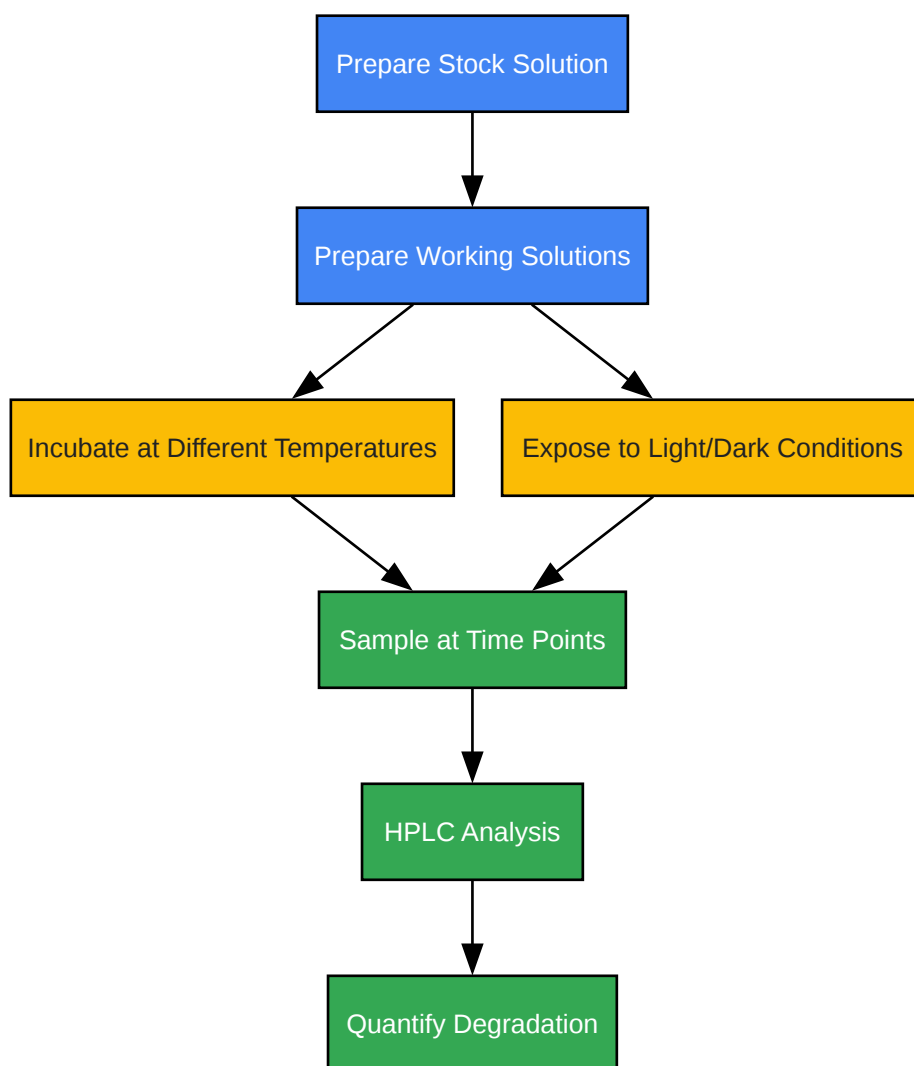 Prepare Stock Solution
Prepare Working Solutions
Incubate at Different Temperatures
Expose to Light/Dark Conditions
Sample at Time Points
HPLC Analysis
Quantify Degradation